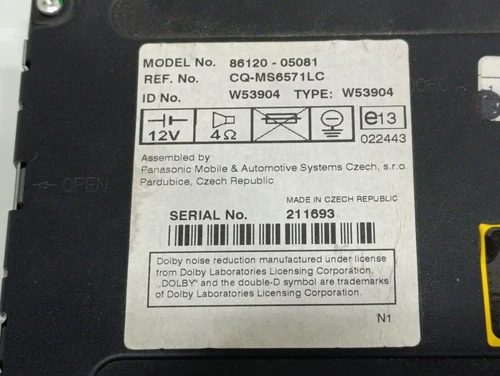 MODEL No. 86120 - 05081
REF. No. CQ-MS6571LC
ID No. W53904 TYPE: W53904
12V 4Ω e13
022443
Assembled by
Panasonic Mobile & Automotive Systems Czech, s.r.o.
Pardubice, Czech Republic
OPEN
MADE IN CZECH REPUBLIC
SERIAL No. 211693
Dolby noise reduction manufactured under license
from Dolby Laboratories Licensing Corporation.
„DOLBY" and the double-D symbol are trademarks
of Dolby Laboratories Licensing Corporation.
N1